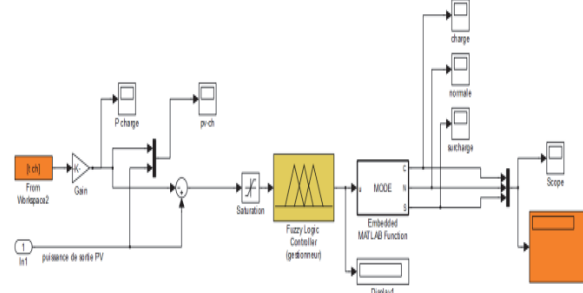 charge
P charge
pv-ch
normale
surcharge
[t ch]
From
Workspace2
-K-
Gain
Saturation
Fuzzy Logic
Controller
(gestionneur)
u
MODE
C
N
S
Embedded
MATLAB Function
Scope
1
In1
puissance de sortie PV
Display1